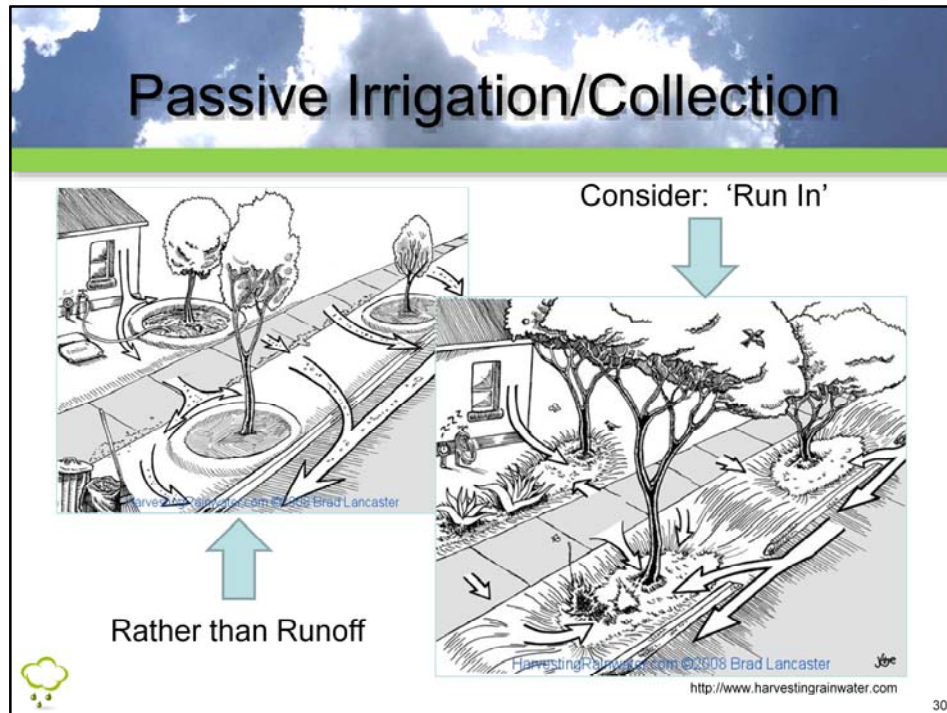 Passive Irrigation/Collection
Consider: 'Run In'
HarvestingRainwater.com ©2008 Brad Lancaster
Rather than Runoff
HarvestingRainwater.com ©2008 Brad Lancaster
http://www.harvestingrainwater.com
30